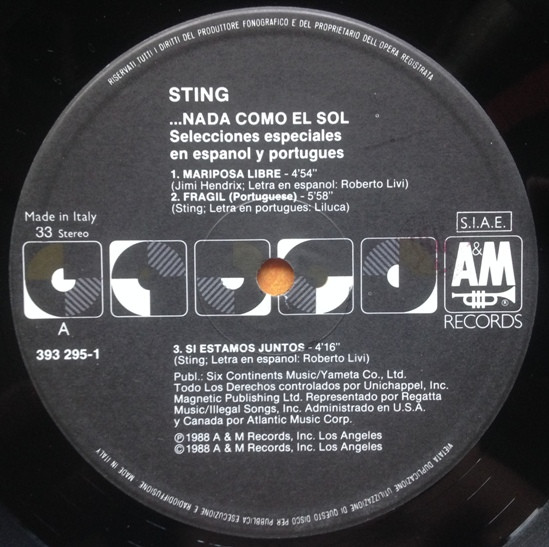 RISERVATI TUTTI I DIRITTI DEL PRODUTTORE FONOGRAFICO E DEL PROPRIETARIO DELL'OPERA REGISTRATA
STING
...NADA COMO EL SOL
Selecciones especiales
en espanol y portugues
1. MARIPOSA LIBRE - 4'54"
(Jimi Hendrix; Letra en espanol: Roberto Livi)
2. FRAGIL (Portuguese) - 5'58"
(Sting; Letra en portugues: Liluca)
Made in Italy
33 Stereo
S.I.A.E.
A&M
®
RECORDS
A
393 295-1
3. SI ESTAMOS JUNTOS - 4'16"
(Sting; Letra en espanol: Roberto Livi)
Publ.: Six Continents Music/Yameta Co., Ltd.
Todo Los Derechos controlados por Unichappel, Inc.
Magnetic Publishing Ltd. Representado por Regatta
Music/Illegal Songs, Inc. Administrado en U.S.A.
y Canada por Atlantic Music Corp.
℗ 1988 A & M Records, Inc. Los Angeles
© 1988 A & M Records, Inc. Los Angeles
VIETATA DUPLICAZIONE UTILIZZAZIONE DI QUESTO DISCO PER PUBBLICA ESECUZIONE E RADIODIFFUSIONE. MADE IN ITALY